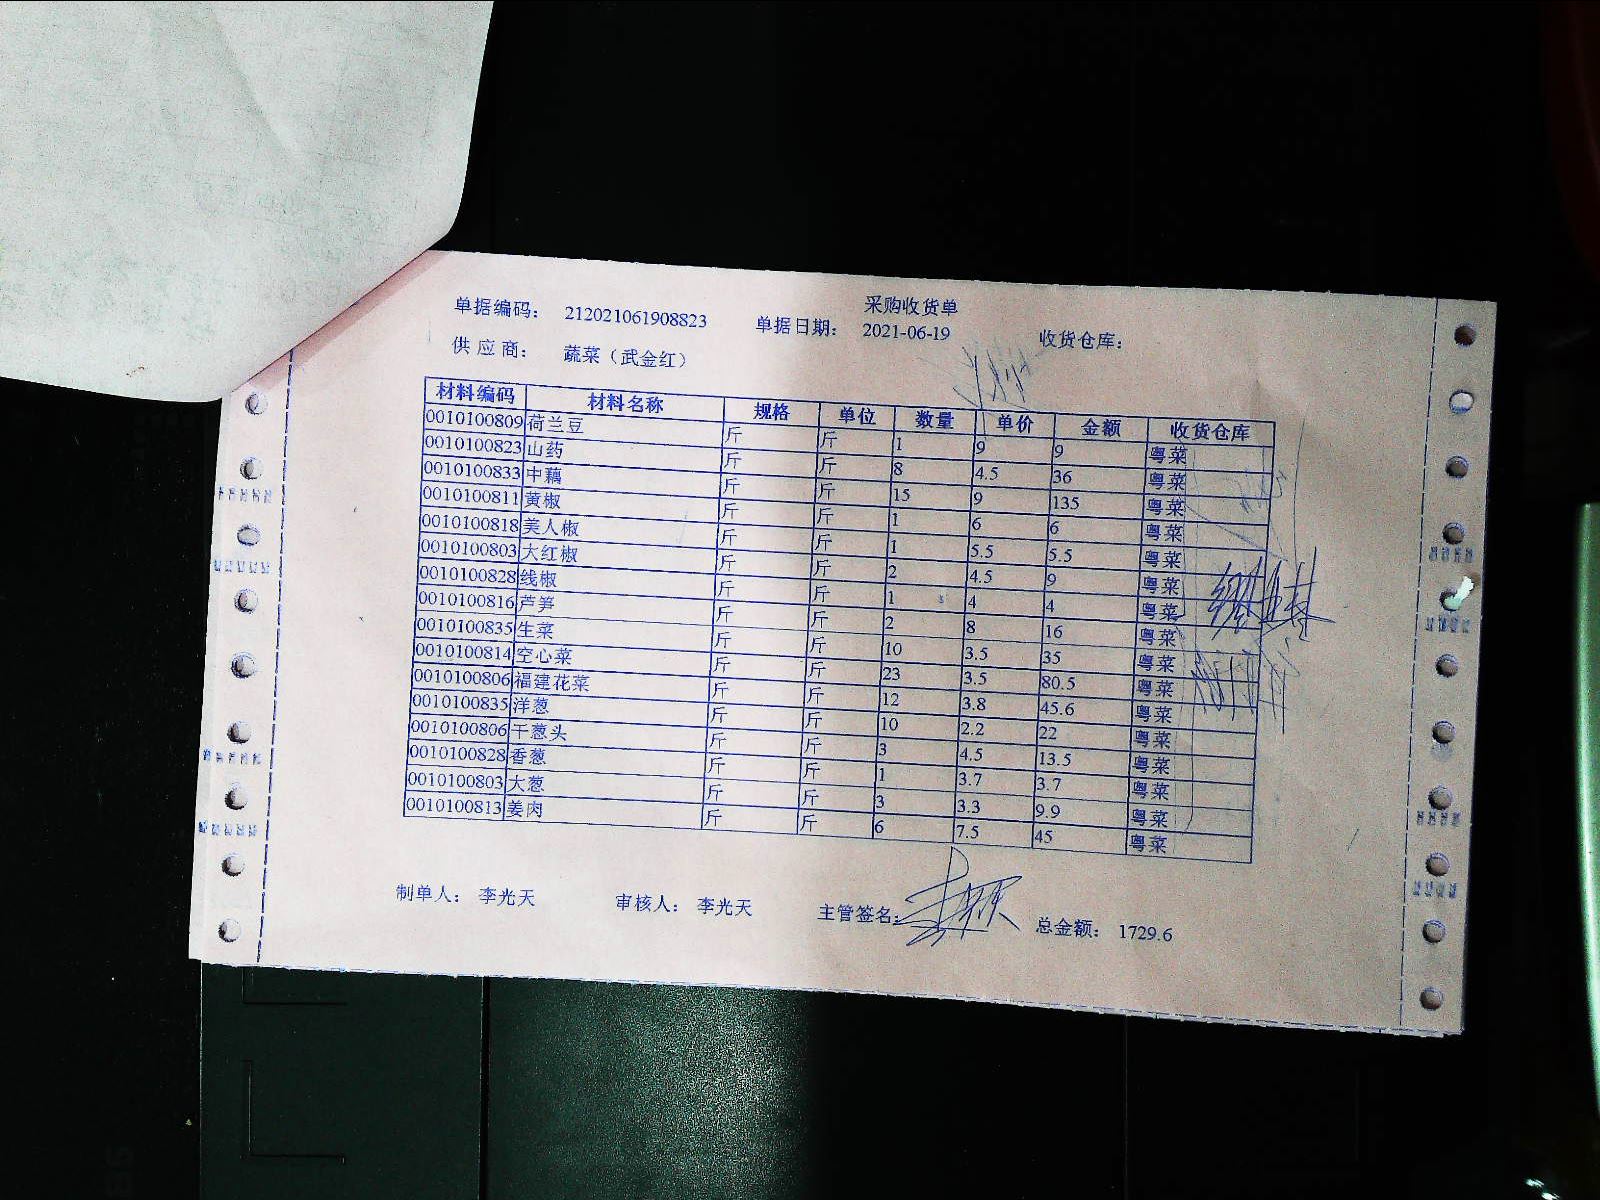 采购收货单
单据编码： 212021061908823 单据日期： 2021-06-19 收货仓库：
供应商： 蔬菜（武金红）
材料编码 材料名称 规格 单位 数量 单价 金额 收货仓库
0010100809 荷兰豆 斤 斤 1 9 9 粤菜
0010100823 山药 斤 斤 8 4.5 36 粤菜
0010100833 中藕 斤 斤 15 9 135 粤菜
0010100811 黄椒 斤 斤 1 6 6 粤菜
0010100818 美人椒 斤 斤 1 5.5 5.5 粤菜
0010100803 大红椒 斤 斤 2 4.5 9 粤菜
0010100828 线椒 斤 斤 1 4 4 粤菜
0010100816 芦笋 斤 斤 2 8 16 粤菜
0010100835 生菜 斤 斤 10 3.5 35 粤菜
0010100814 空心菜 斤 斤 23 3.5 80.5 粤菜
0010100806 福建花菜 斤 斤 12 3.8 45.6 粤菜
0010100835 洋葱 斤 斤 10 2.2 22 粤菜
0010100806 干葱头 斤 斤 3 4.5 13.5 粤菜
0010100828 香葱 斤 斤 1 3.7 3.7 粤菜
0010100803 大葱 斤 斤 3 3.3 9.9 粤菜
0010100813 姜肉 斤 斤 6 7.5 45 粤菜
制单人： 李光天 审核人： 李光天 主管签名： 总金额： 1729.6